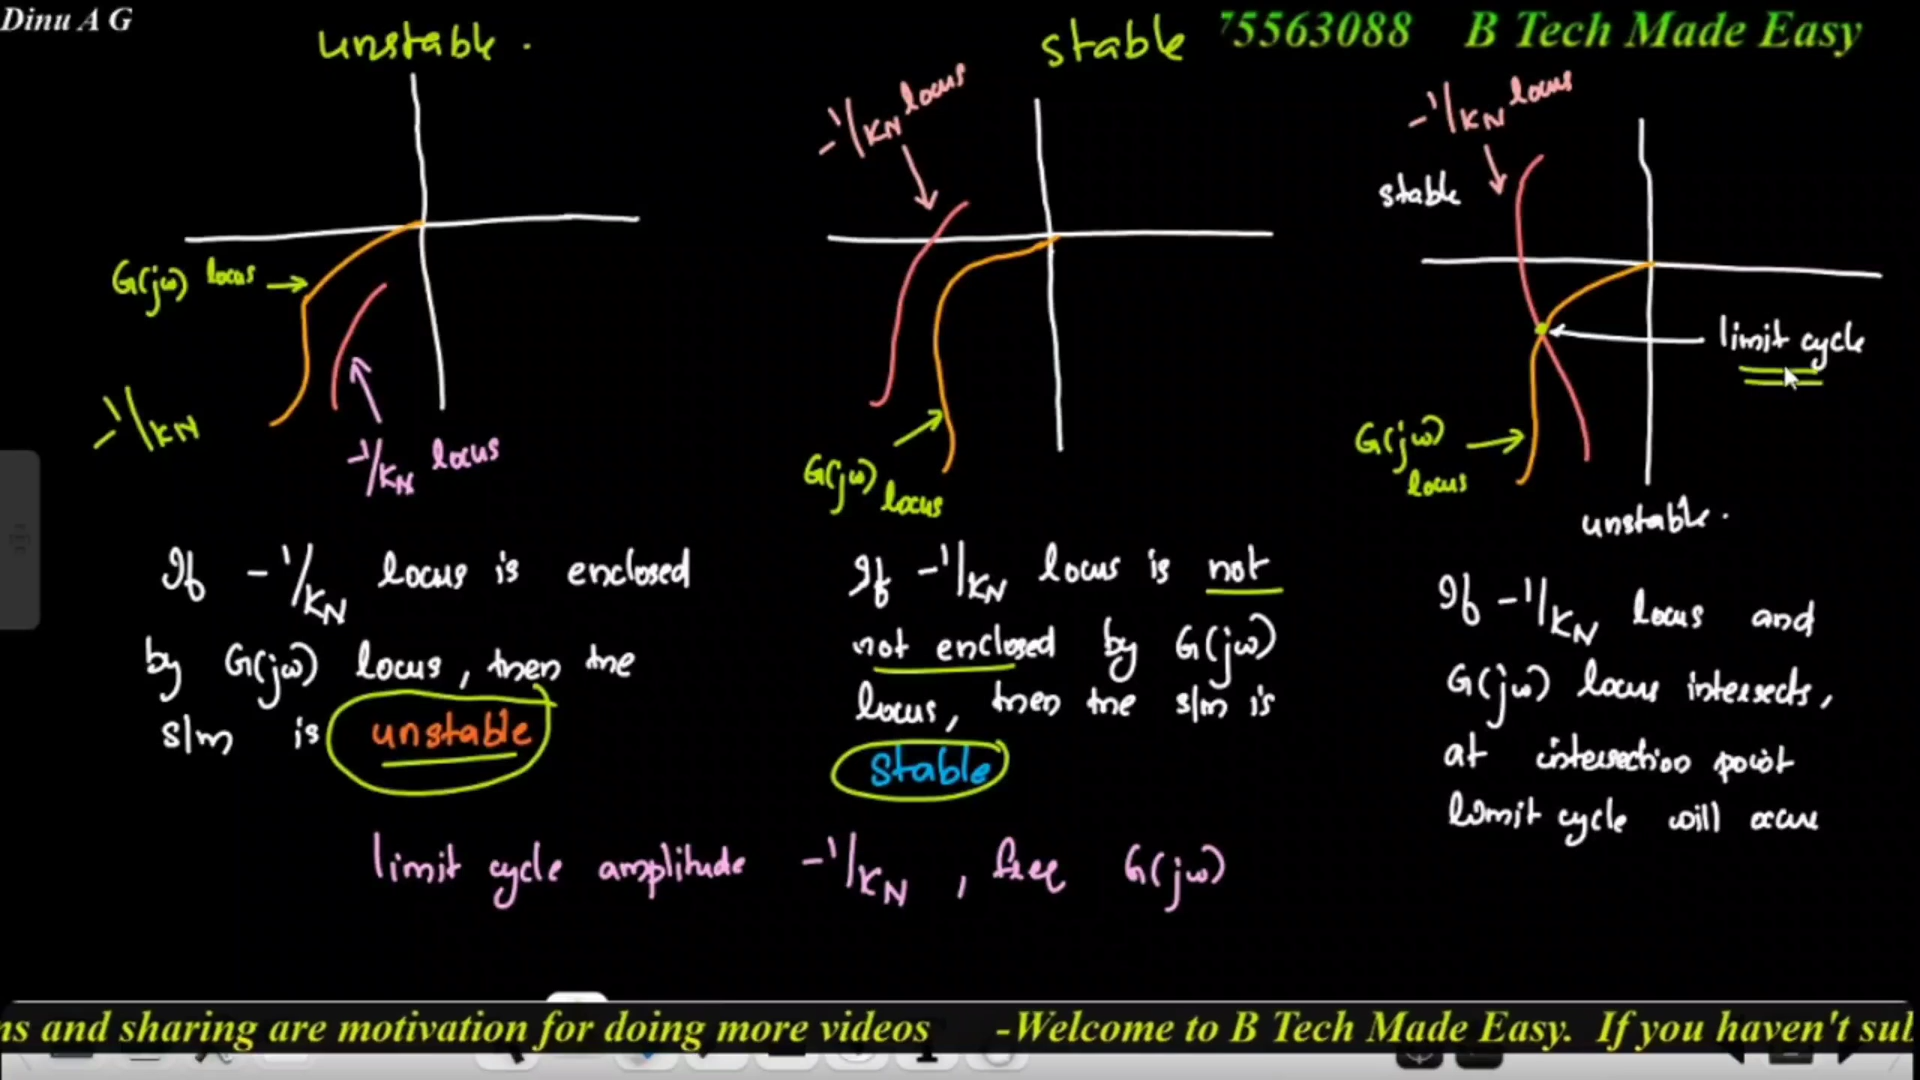 Dinu A G
75563088 B Tech Made Easy
unstable.
G(jω) locus
-1/KN
-1/KN locus
If -1/KN locus is enclosed
by G(jω) locus, then the
s/m is unstable
stable
-1/KN locus
G(jω) locus
If -1/KN locus is not
not enclosed by G(jω)
locus, then the s/m is
stable
-1/KN locus
stable
limit cycle
G(jω)
locus
unstable.
If -1/KN locus and
G(jω) locus intersects,
at intersection point
limit cycle will occur
limit cycle amplitude -1/KN, freq G(jω)
ns and sharing are motivation for doing more videos -Welcome to B Tech Made Easy. If you haven't sul